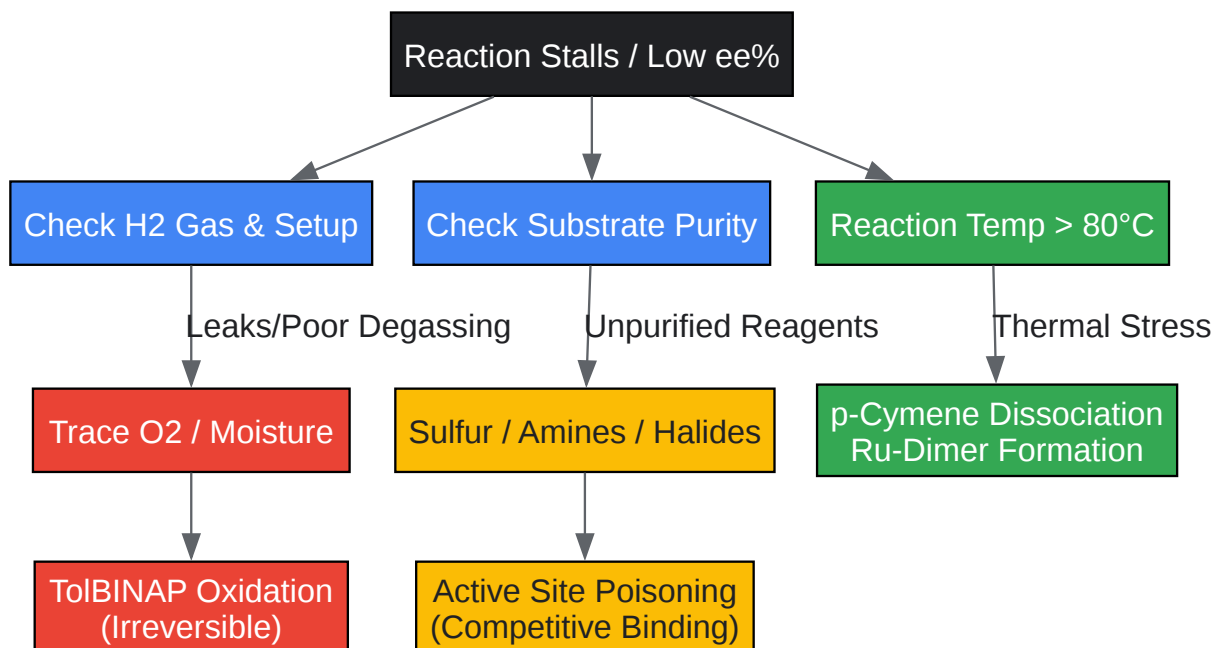 Reaction Stalls / Low ee%
Check H2 Gas & Setup
Check Substrate Purity
Reaction Temp > 80°C
Leaks/Poor Degassing
Unpurified Reagents
Thermal Stress
Trace O2 / Moisture
Sulfur / Amines / Halides
p-Cymene Dissociation
Ru-Dimer Formation
TolBINAP Oxidation
(Irreversible)
Active Site Poisoning
(Competitive Binding)